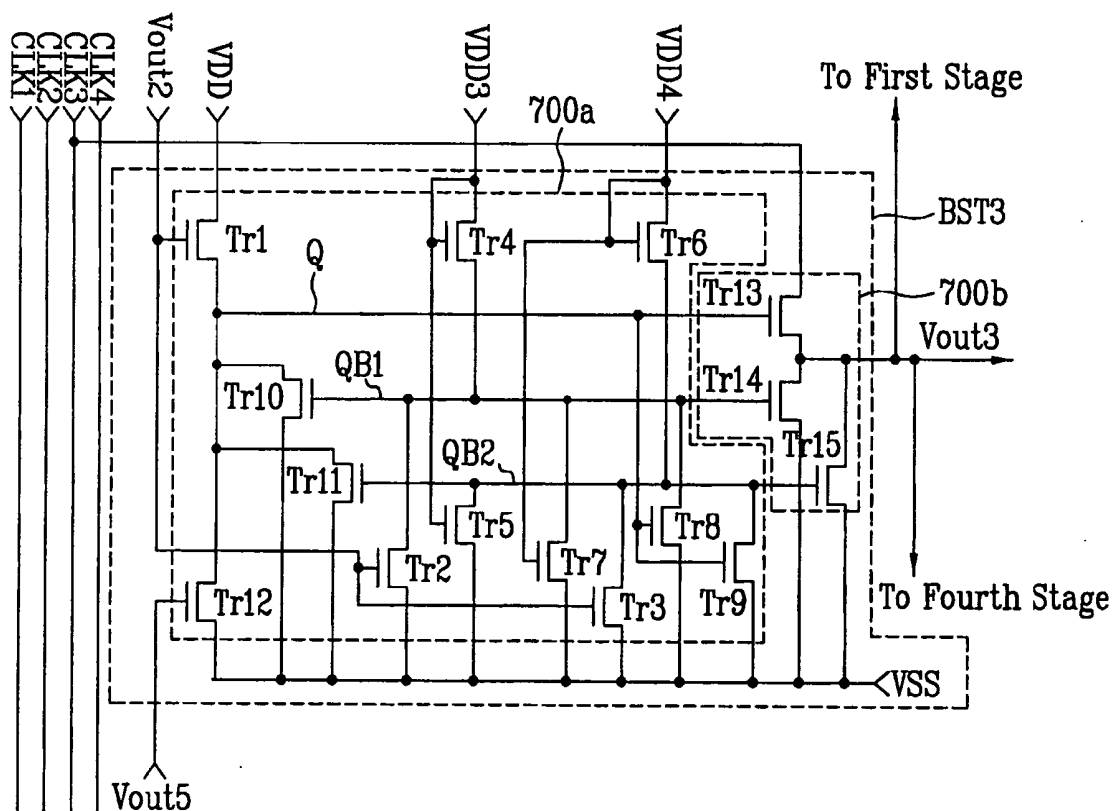 CLK1
CLK2
CLK3
CLK4
Vout2
VDD
VDD3
VDD4
700a
To First Stage
BST3
Tr1
Tr4
Tr6
Q
Tr13
700b
Vout3
QB1
Tr10
Tr14
QB2
Tr15
Tr11
Tr5
Tr8
Tr2
Tr7
Tr12
Tr3
Tr9
To Fourth Stage
VSS
Vout5